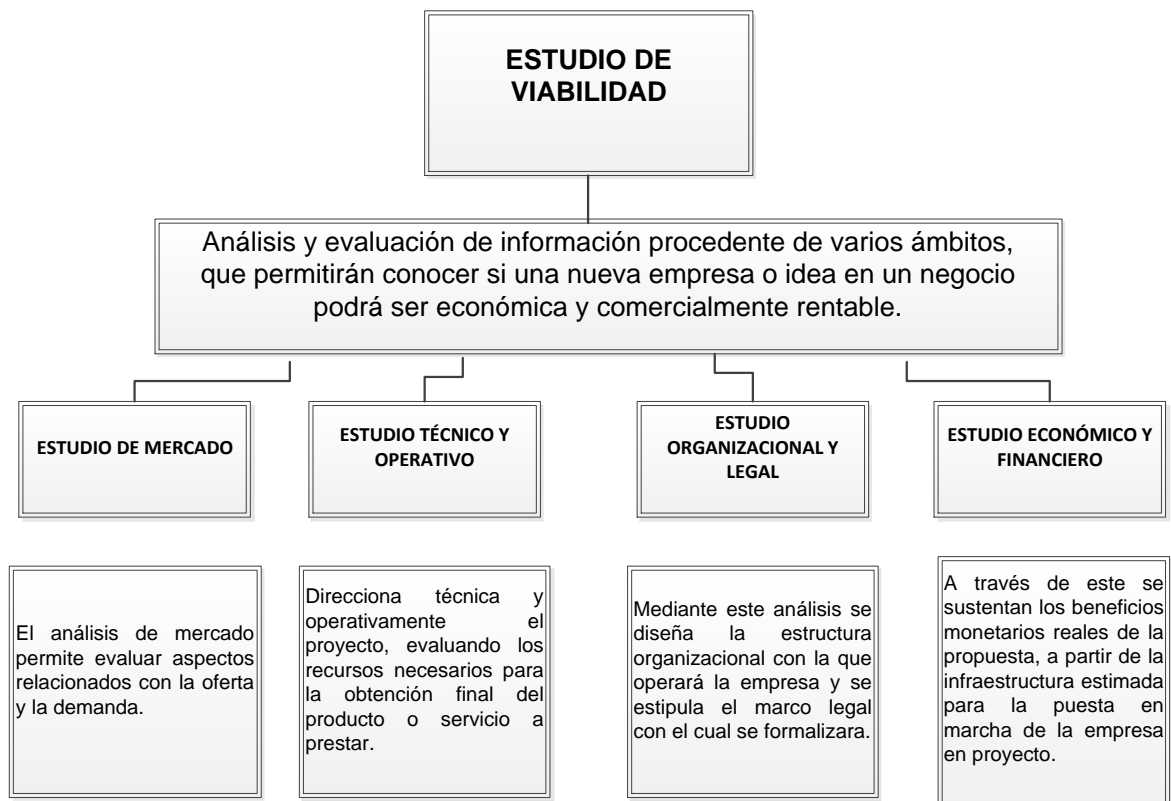 ESTUDIO DE
VIABILIDAD
Análisis y evaluación de información procedente de varios ámbitos,
que permitirán conocer si una nueva empresa o idea en un negocio
podrá ser económica y comercialmente rentable.
ESTUDIO DE MERCADO
ESTUDIO TÉCNICO Y
OPERATIVO
ESTUDIO
ORGANIZACIONAL Y
LEGAL
ESTUDIO ECONÓMICO Y
FINANCIERO
El análisis de mercado
permite evaluar aspectos
relacionados con la oferta
y la demanda.
Direcciona técnica y
operativamente el
proyecto, evaluando los
recursos necesarios para
la obtención final del
producto o servicio a
prestar.
Mediante este análisis se
diseña la estructura
organizacional con la que
operará la empresa y se
estipula el marco legal
con el cual se formalizara.
A través de este se
sustentan los beneficios
monetarios reales de la
propuesta, a partir de la
infraestructura estimada
para la puesta en
marcha de la empresa
en proyecto.